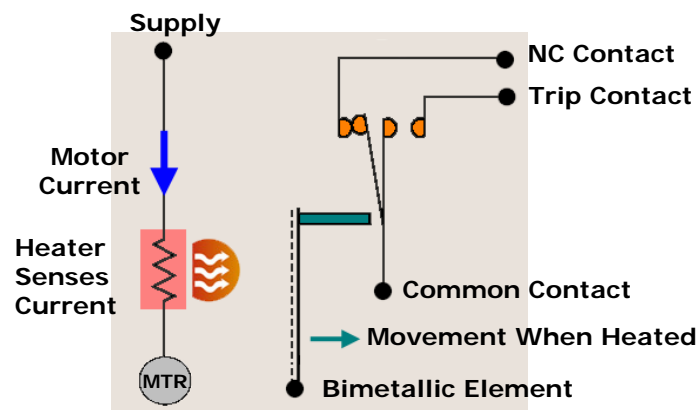 Supply
NC Contact
Trip Contact
Motor
Current
Heater
Senses
Current
Common Contact
Movement When Heated
MTR
Bimetallic Element